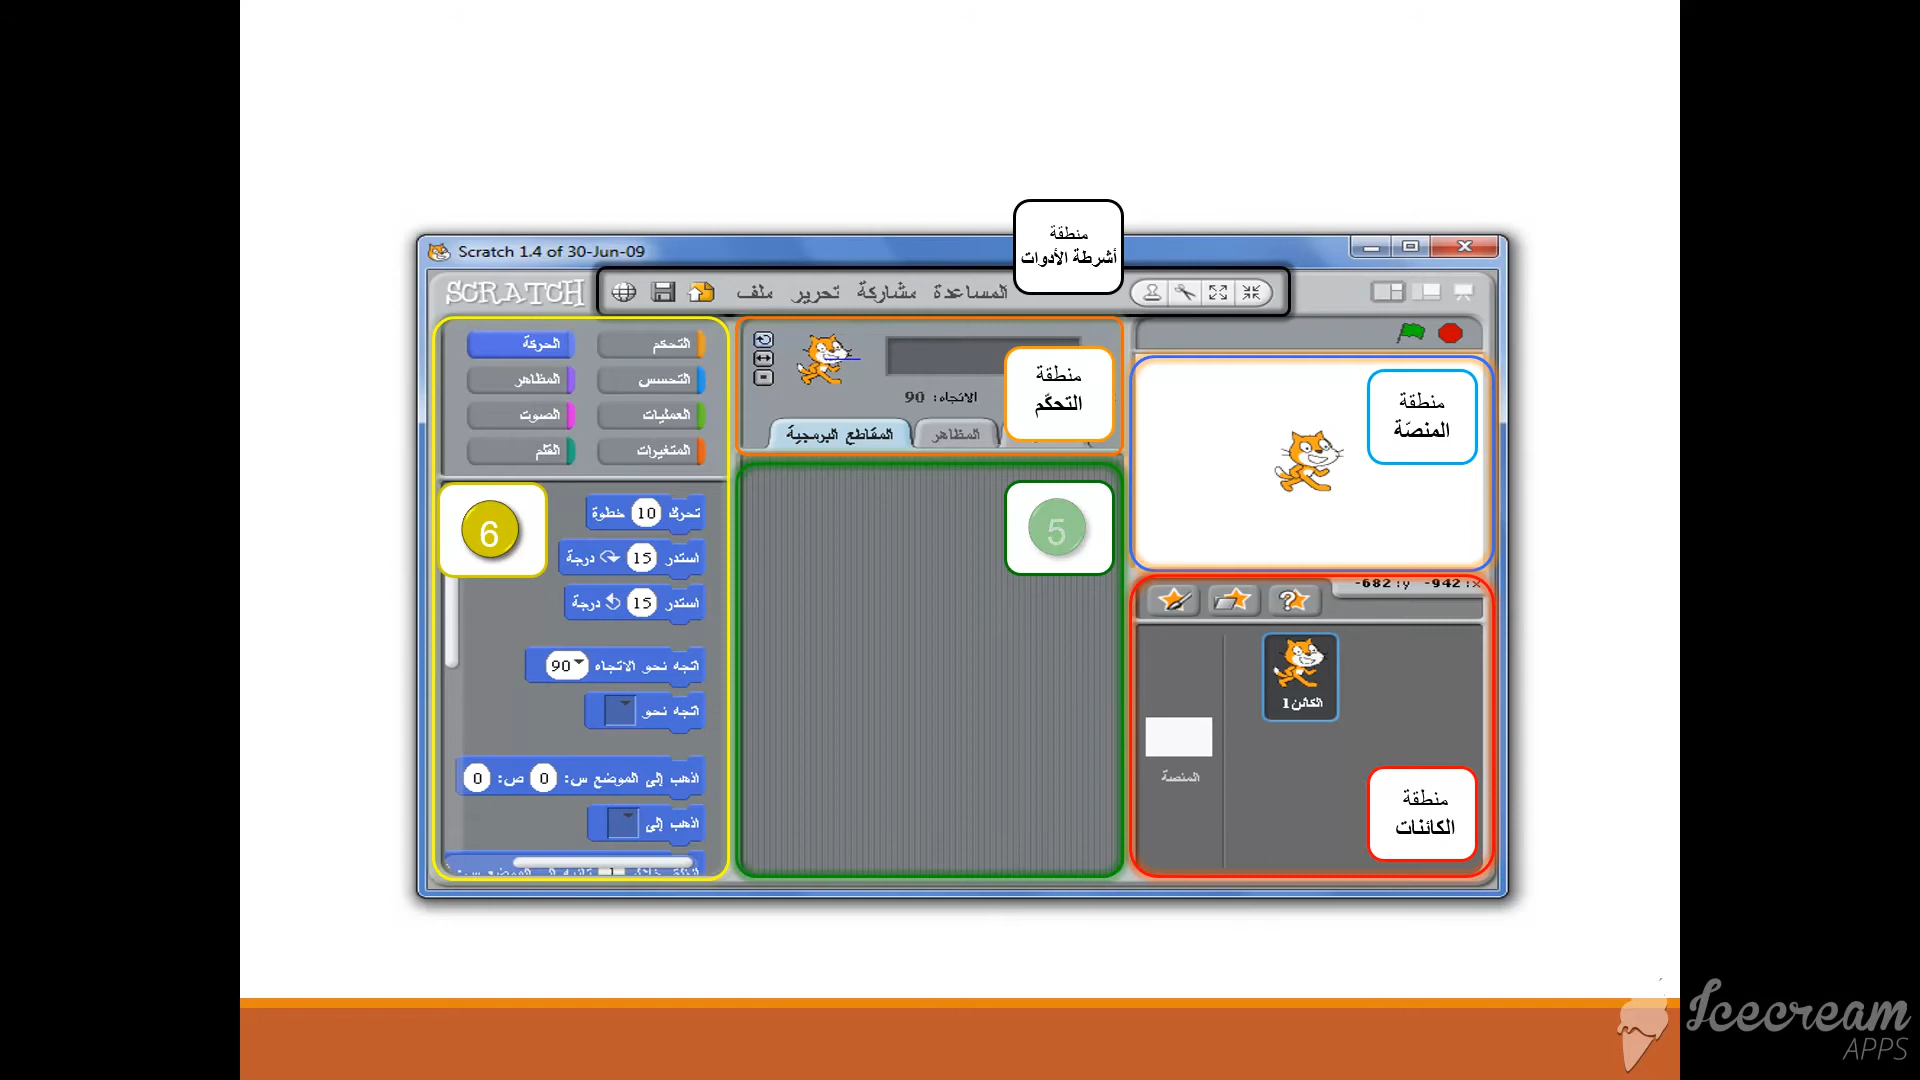 Scratch 1.4 of 30-Jun-09
منطقة
أشرطة الأدوات
SCRATCH
ملف تحرير مشاركة المساعدة
الحركة
التحكم
المظاهر
التحسس
الصوت
العمليات
القلم
المتغيرات
الاتجاه: 90
منطقة
التحكّم
المقاطع البرمجية
المظاهر
منطقة
المنصّة
6
5
تحرك 10 خطوة
استدر 15 درجة
استدر 15 درجة
اتجه نحو الاتجاه 90
اتجه نحو
اذهب إلى الموضع س: 0 ص: 0
اذهب إلى
x: -942 y: -682
الكائن1
المنصة
منطقة
الكائنات
Icecream
APPS